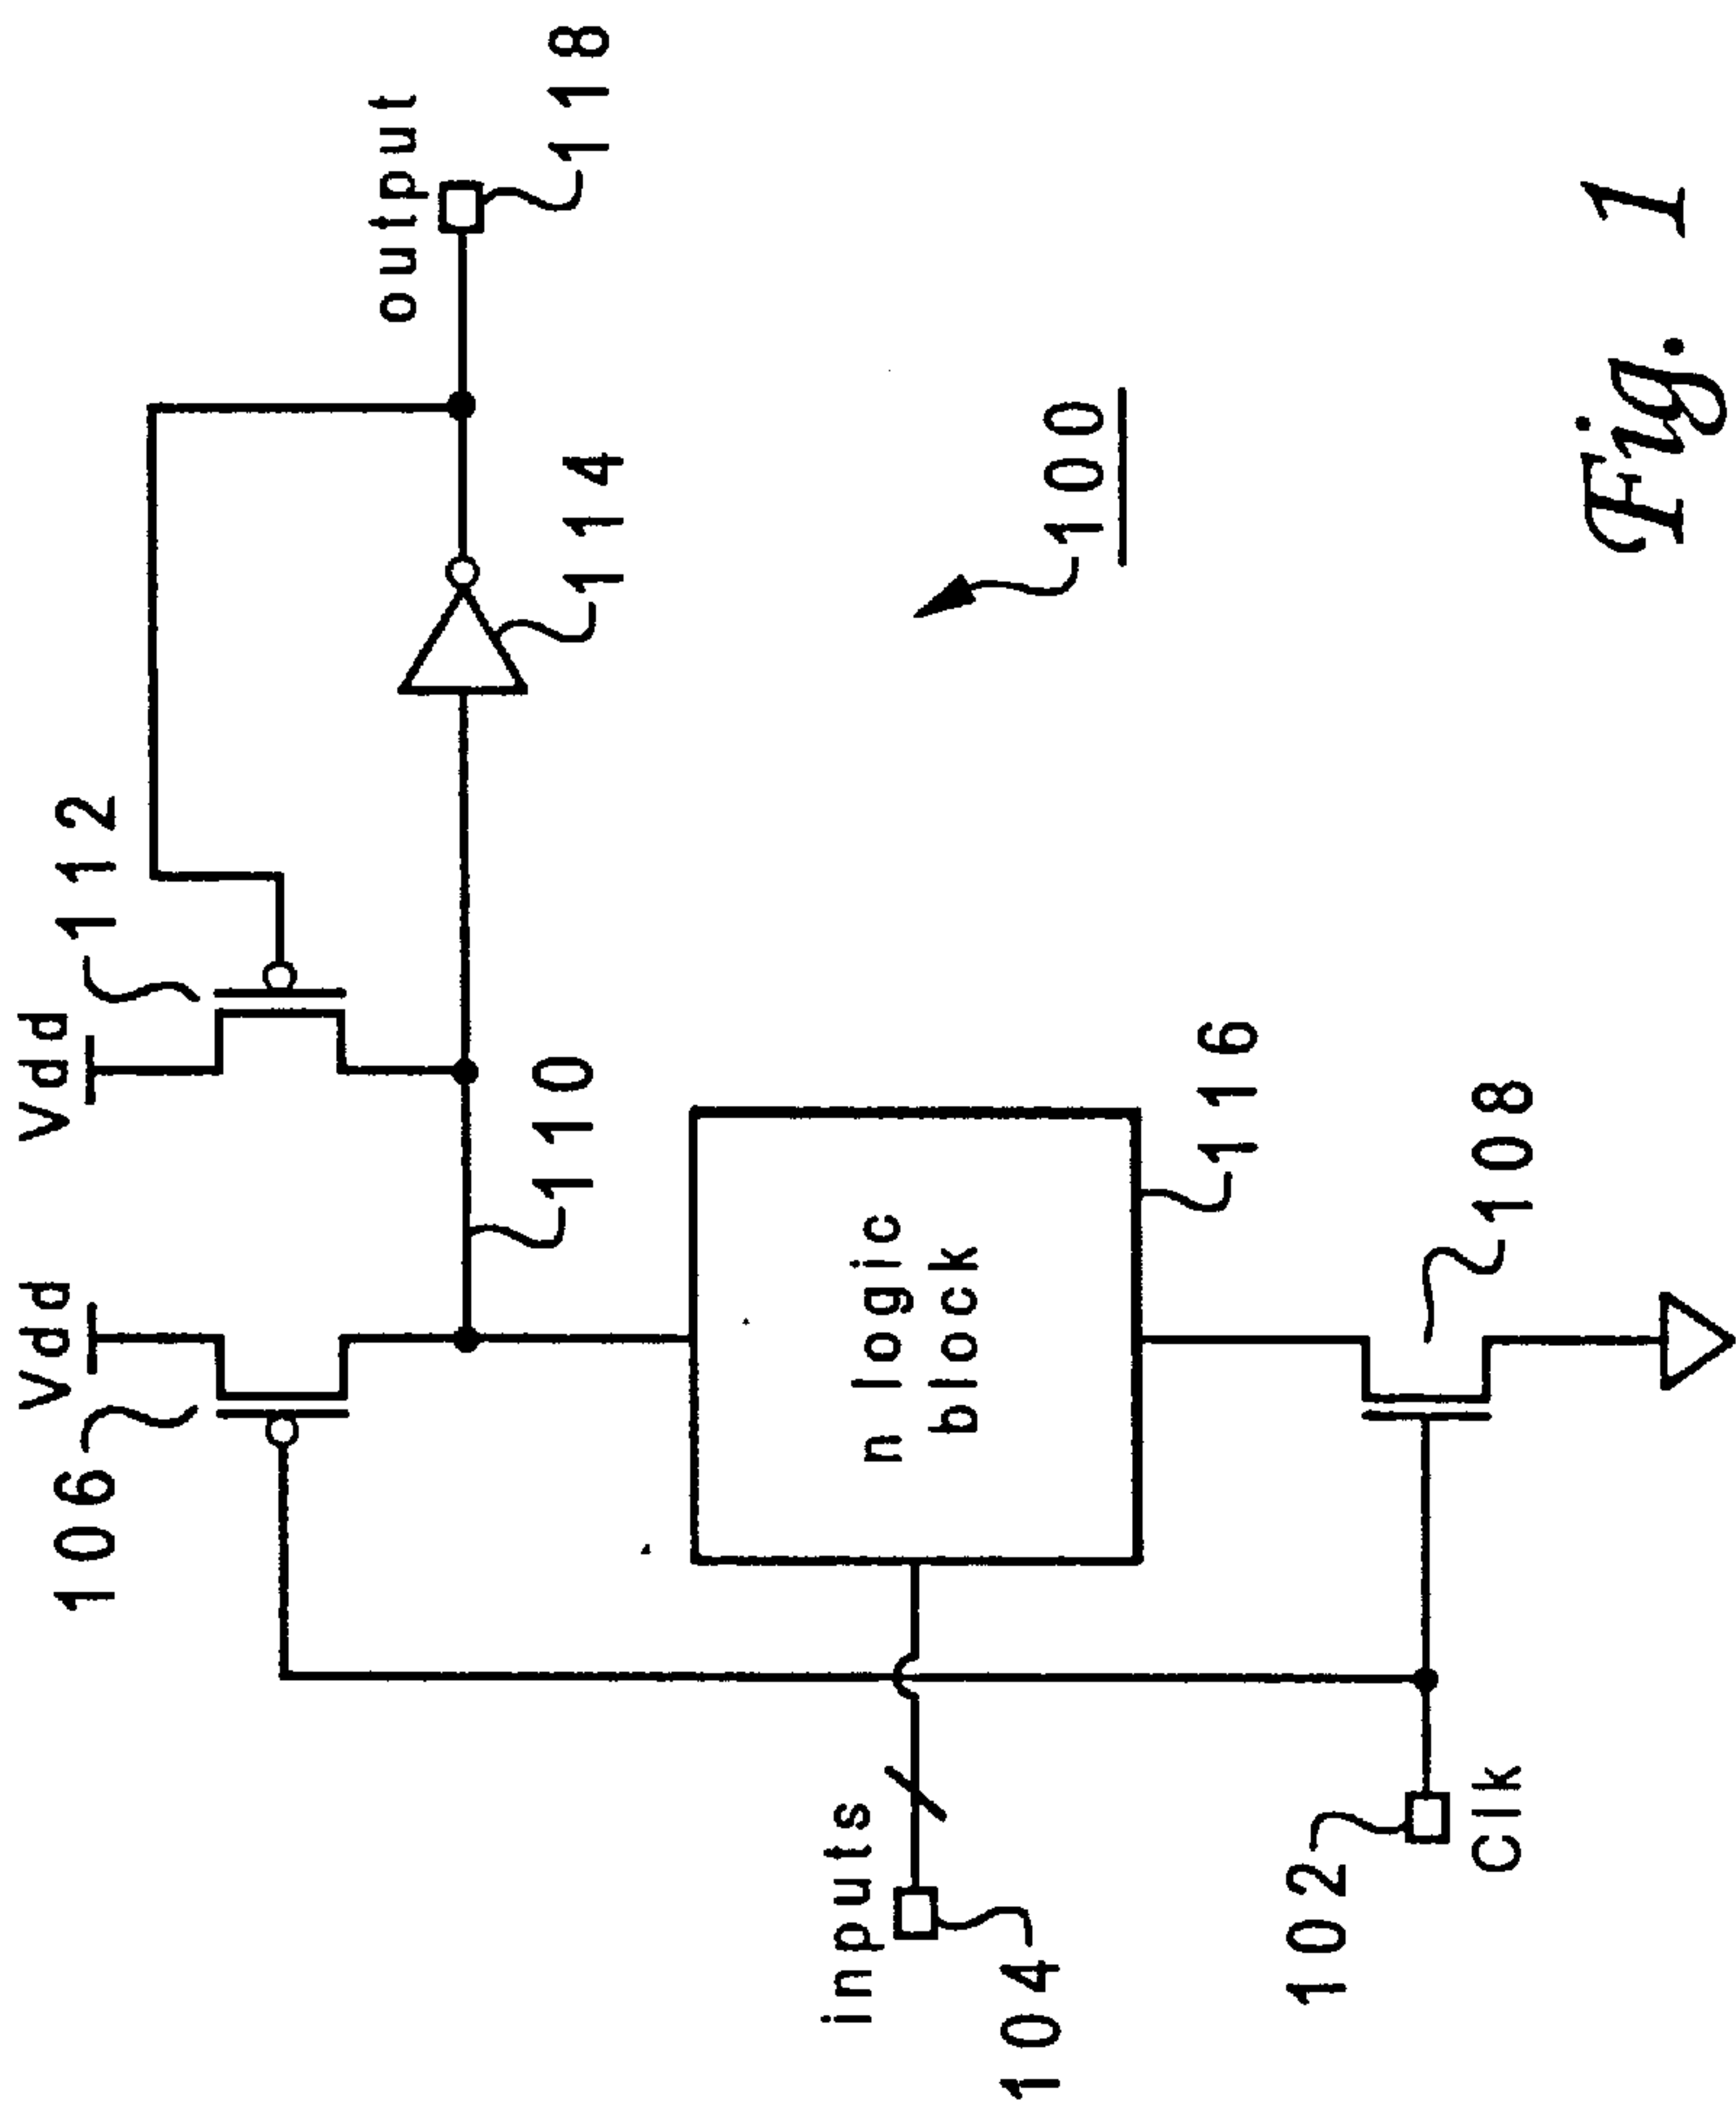 106
Vdd
Vdd
112
output
118
110
114
inputs
104
n logic
block
100
116
102
Clk
108
Fig. 1